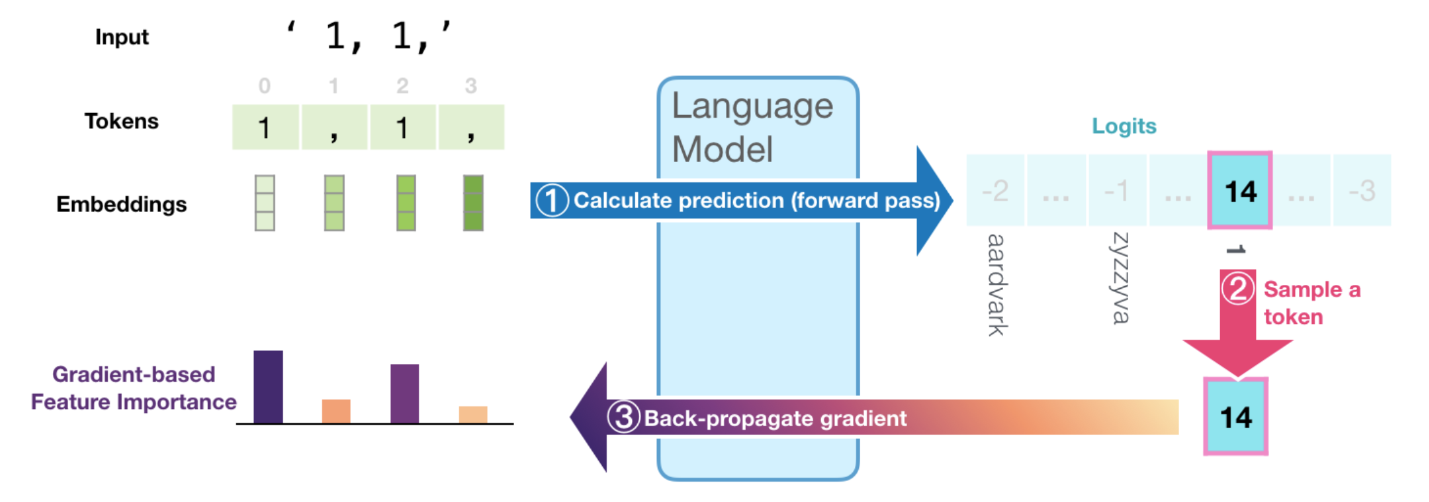 Input
‘ 1, 1,’
0 1 2 3
Tokens
1 , 1 ,
Embeddings
Language
Model
① Calculate prediction (forward pass)
Logits
-2 ... -1 ... 14 ... -3
aardvark
zyzzyva
1
② Sample a
token
14
③ Back-propagate gradient
Gradient-based
Feature Importance